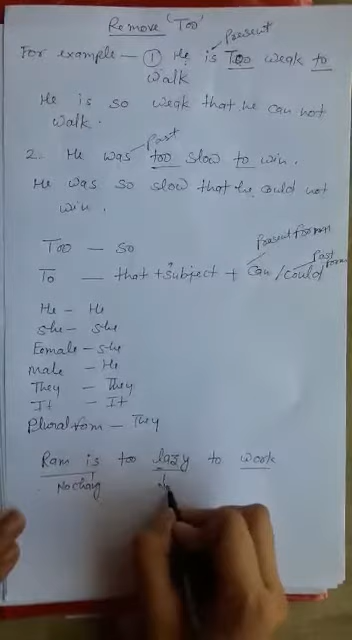 Remove 'Too'
Present
For example — ① He is Too weak to
walk
He is so weak that he can not
walk.
Past
2. He was too slow to win.
He was so slow that he could not
win.
Present Form
Too — so
Past Form
To — that + subject + can / could
He – He
she – she
Female – she
Male – He
They – They
It – It
Plural form – They
Ram is too lazy to work
No chang